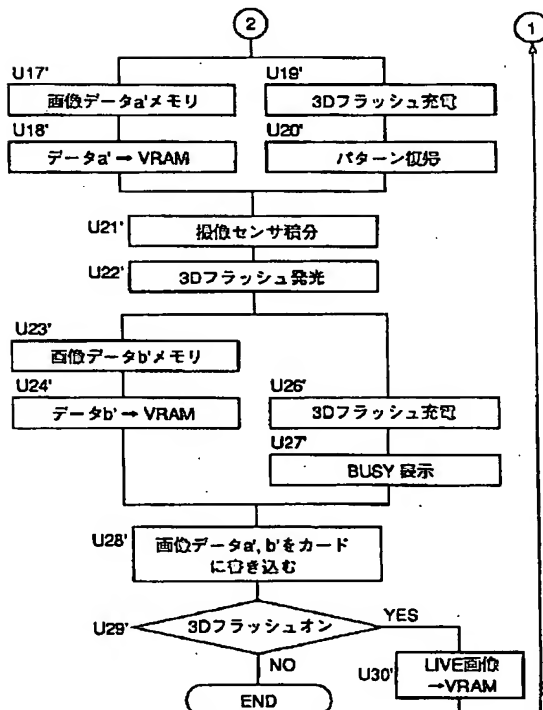 2
1
U17'
画像データa'メモリ
U18'
データa' → VRAM
U19'
3Dフラッシュ充電
U20'
パターン復帰
U21'
撮像センサ積分
U22'
3Dフラッシュ発光
U23'
画像データb'メモリ
U24'
データb' → VRAM
U26'
3Dフラッシュ充電
U27'
BUSY 表示
U28'
画像データa', b'をカード
に書き込む
U29'
3Dフラッシュオン
YES
NO
U30'
LIVE画像
→VRAM
END